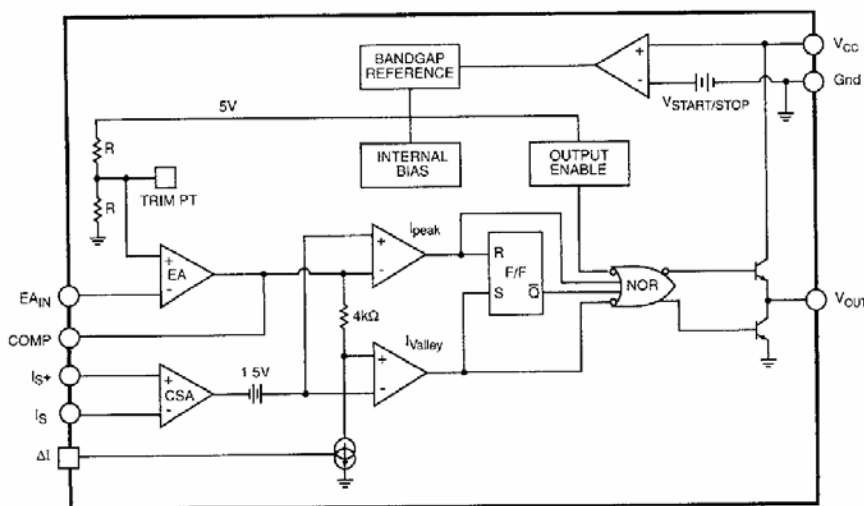 BANDGAP
REFERENCE
+
-
VCC
Gnd
VSTART/STOP
5V
R
R
TRIM PT
INTERNAL
BIAS
OUTPUT
ENABLE
Ipeak
+
-
R
F/F
S
Q̅
NOR
+
EA
-
EAIN
COMP
4kΩ
IValley
+
-
VOUT
IS+
IS
+
CSA
-
1 5V
ΔI